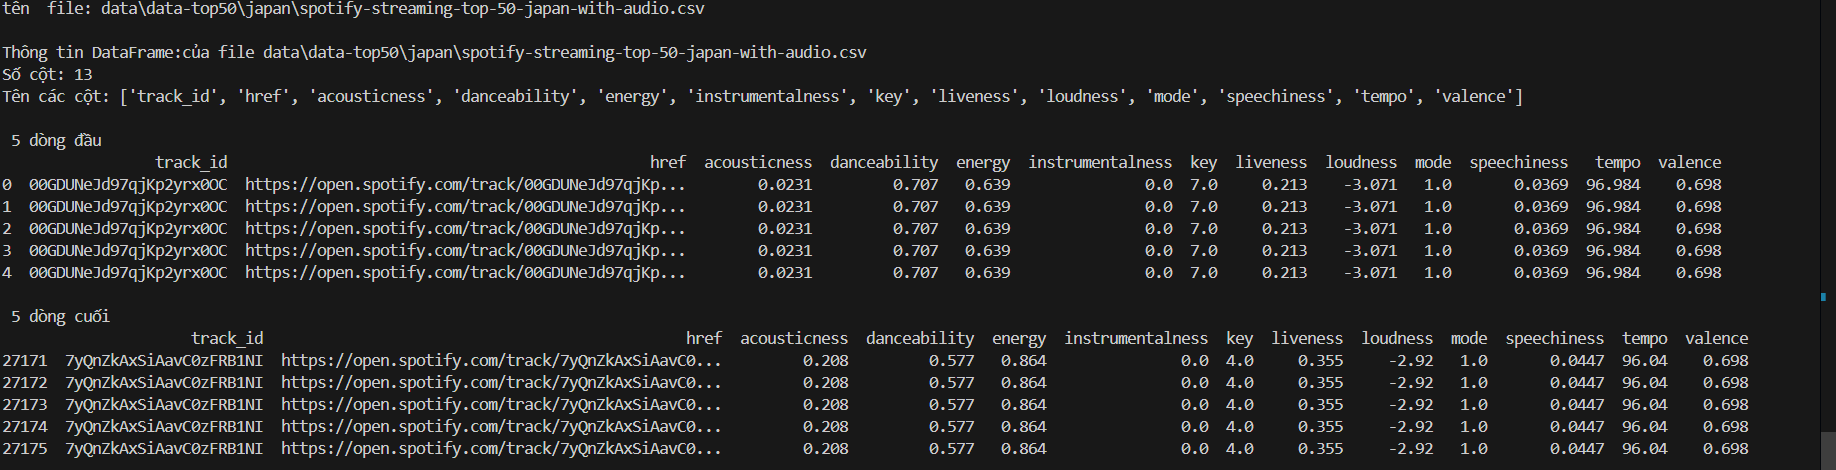 tên  file: data\data-top50\japan\spotify-streaming-top-50-japan-with-audio.csv
Thông tin DataFrame:của file data\data-top50\japan\spotify-streaming-top-50-japan-with-audio.csv
Số cột: 13
Tên các cột: ['track_id', 'href', 'acousticness', 'danceability', 'energy', 'instrumentalness', 'key', 'liveness', 'loudness', 'mode', 'speechiness', 'tempo', 'valence']
5 dòng đầu
track_id href acousticness danceability energy instrumentalness key liveness loudness mode speechiness tempo valence
0 00GDUNeJd97qjKp2yrx0OC https://open.spotify.com/track/00GDUNeJd97qjKp... 0.0231 0.707 0.639 0.0 7.0 0.213 -3.071 1.0 0.0369 96.984 0.698
1 00GDUNeJd97qjKp2yrx0OC https://open.spotify.com/track/00GDUNeJd97qjKp... 0.0231 0.707 0.639 0.0 7.0 0.213 -3.071 1.0 0.0369 96.984 0.698
2 00GDUNeJd97qjKp2yrx0OC https://open.spotify.com/track/00GDUNeJd97qjKp... 0.0231 0.707 0.639 0.0 7.0 0.213 -3.071 1.0 0.0369 96.984 0.698
3 00GDUNeJd97qjKp2yrx0OC https://open.spotify.com/track/00GDUNeJd97qjKp... 0.0231 0.707 0.639 0.0 7.0 0.213 -3.071 1.0 0.0369 96.984 0.698
4 00GDUNeJd97qjKp2yrx0OC https://open.spotify.com/track/00GDUNeJd97qjKp... 0.0231 0.707 0.639 0.0 7.0 0.213 -3.071 1.0 0.0369 96.984 0.698
5 dòng cuối
track_id href acousticness danceability energy instrumentalness key liveness loudness mode speechiness tempo valence
27171 7yQnZkAxSiAavC0zFRB1NI https://open.spotify.com/track/7yQnZkAxSiAavC0... 0.208 0.577 0.864 0.0 4.0 0.355 -2.92 1.0 0.0447 96.04 0.698
27172 7yQnZkAxSiAavC0zFRB1NI https://open.spotify.com/track/7yQnZkAxSiAavC0... 0.208 0.577 0.864 0.0 4.0 0.355 -2.92 1.0 0.0447 96.04 0.698
27173 7yQnZkAxSiAavC0zFRB1NI https://open.spotify.com/track/7yQnZkAxSiAavC0... 0.208 0.577 0.864 0.0 4.0 0.355 -2.92 1.0 0.0447 96.04 0.698
27174 7yQnZkAxSiAavC0zFRB1NI https://open.spotify.com/track/7yQnZkAxSiAavC0... 0.208 0.577 0.864 0.0 4.0 0.355 -2.92 1.0 0.0447 96.04 0.698
27175 7yQnZkAxSiAavC0zFRB1NI https://open.spotify.com/track/7yQnZkAxSiAavC0... 0.208 0.577 0.864 0.0 4.0 0.355 -2.92 1.0 0.0447 96.04 0.698